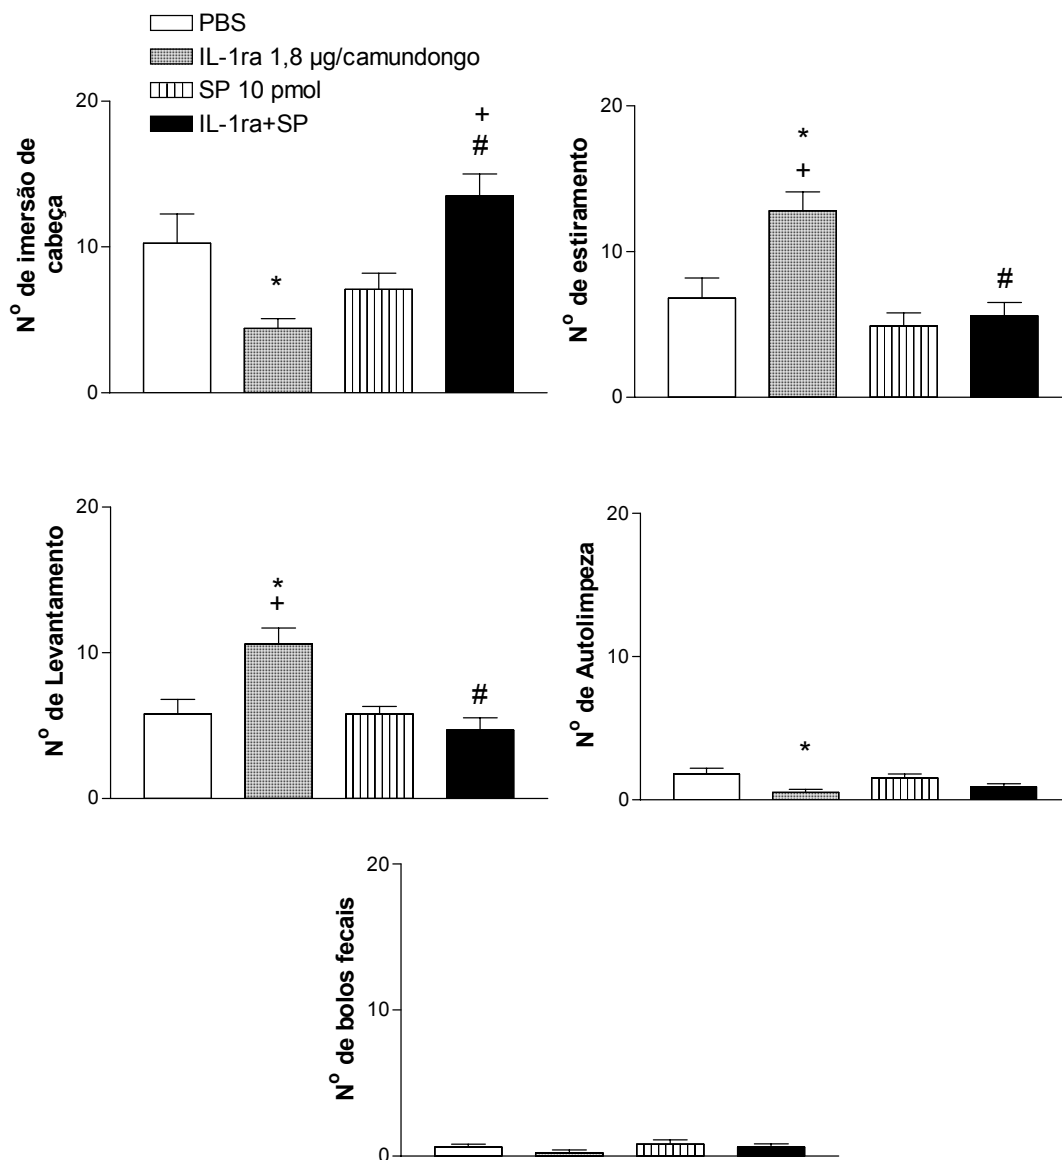 PBS
IL-1ra 1,8 µg/camundongo
SP 10 pmol
IL-1ra+SP
Nº de imersão de
cabeça
20
10
0
*
+
#
Nº de estiramento
20
10
0
*
+
#
Nº de Levantamento
20
10
0
*
+
#
Nº de Autolimpeza
20
10
0
*
Nº de bolos fecais
20
10
0